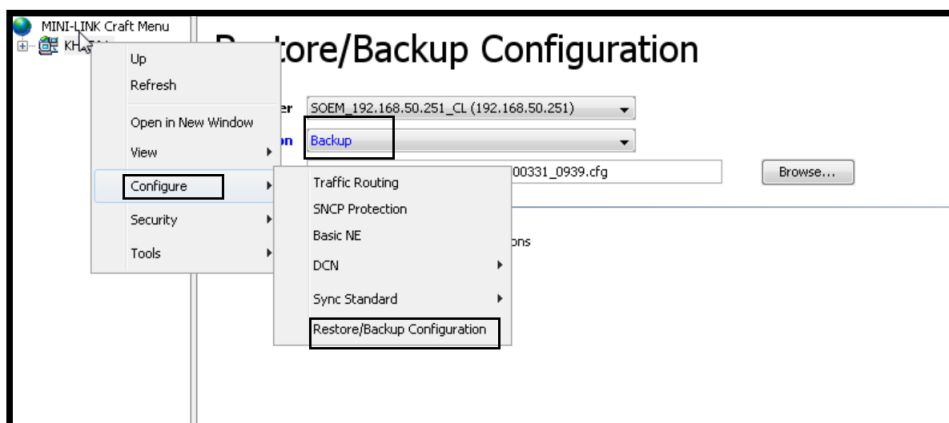 MINI-LINK Craft Menu
Restore/Backup Configuration
Up
Refresh
Open in New Window
View
Configure
Security
Tools
SOEM_192.168.50.251_CL (192.168.50.251)
Backup
00331_0939.cfg
Browse...
Traffic Routing
SNCP Protection
Basic NE
DCN
Sync Standard
Restore/Backup Configuration